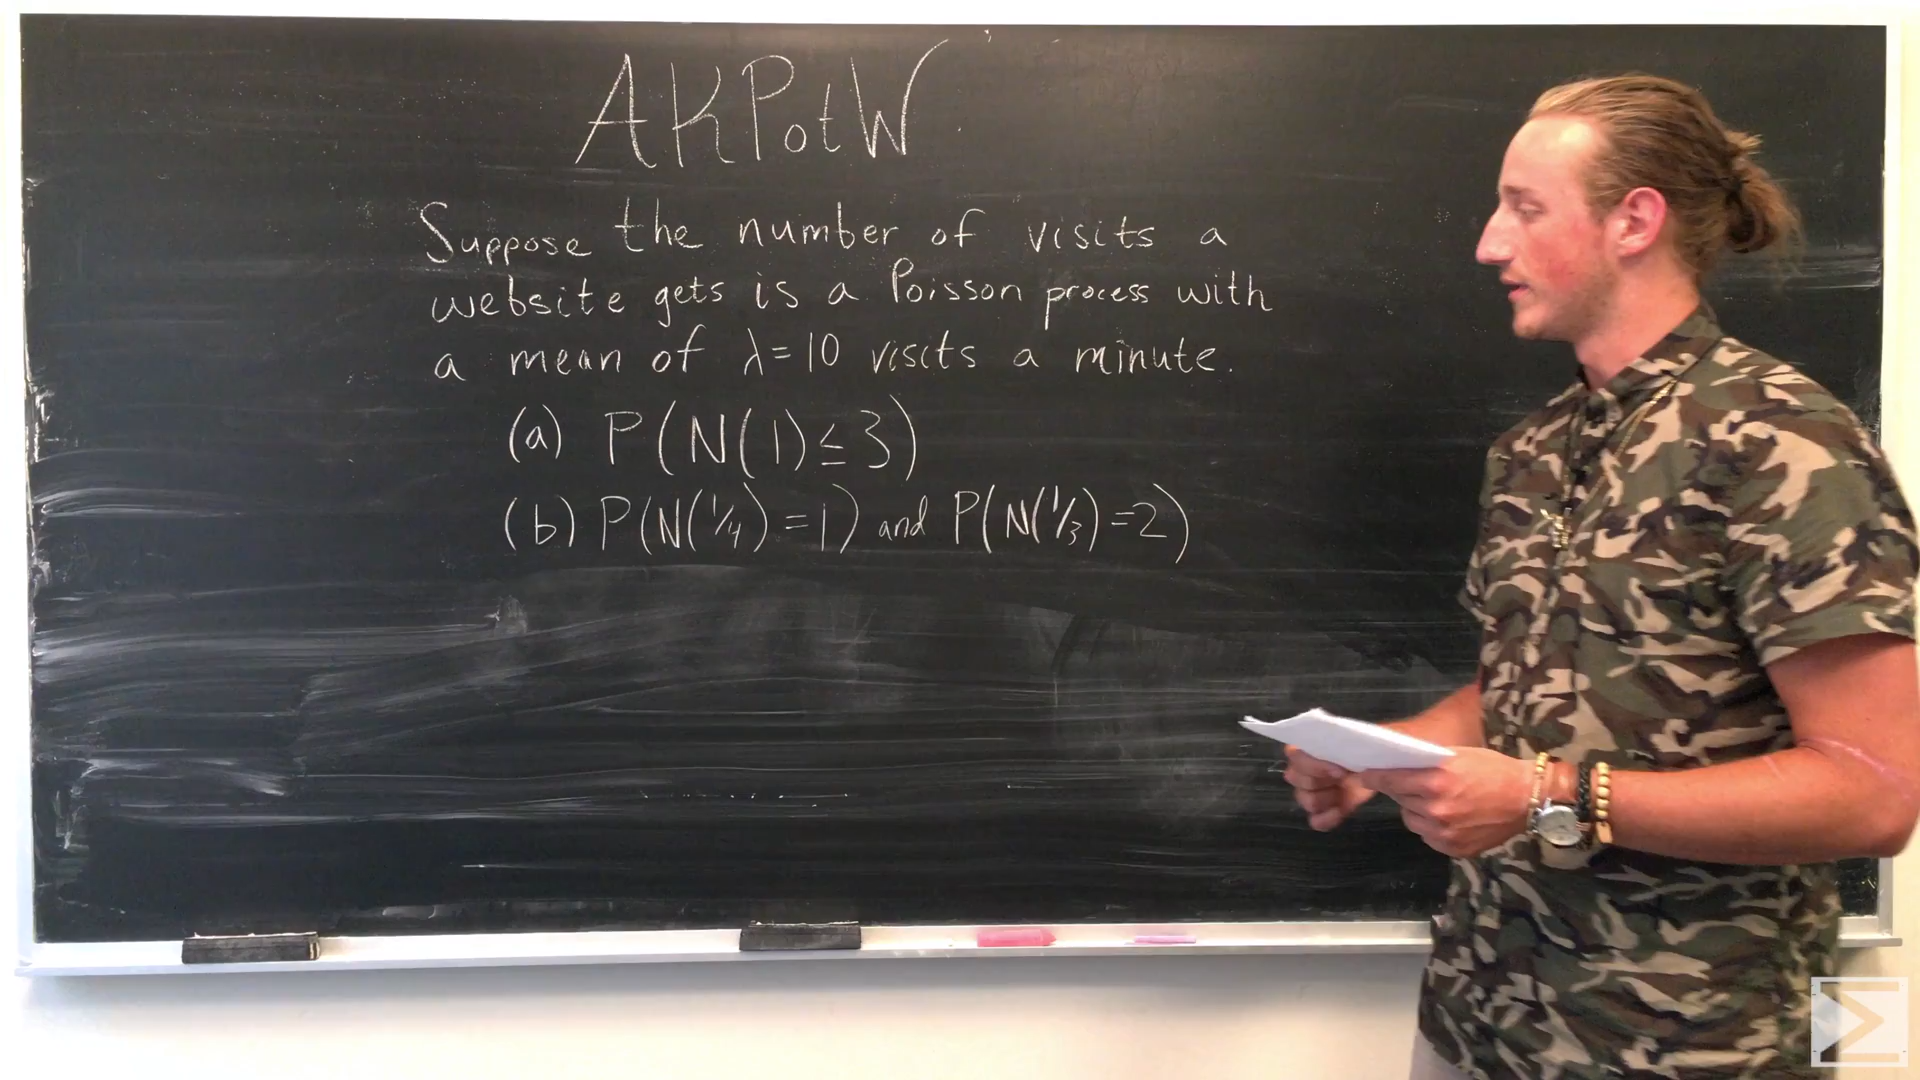 AKPotW
Suppose the number of visits a
website gets is a Poisson process with
a mean of λ=10 visits a minute.
(a) P(N(1)≤3)
(b) P(N(1/4)=1) and P(N(1/3)=2)